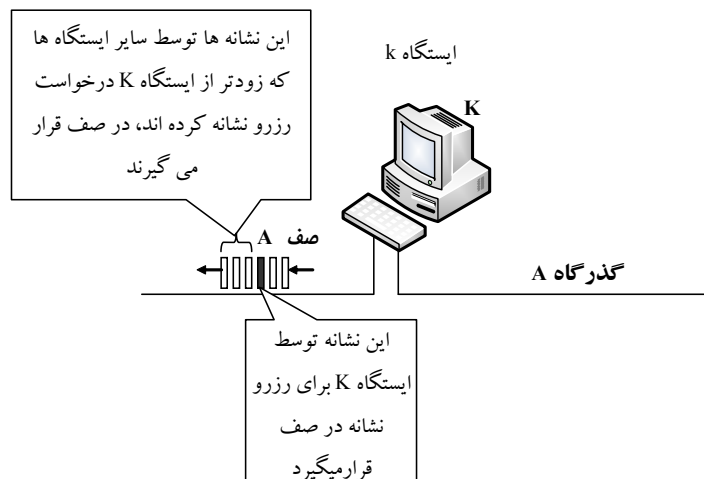 این نشانه ها توسط سایر ایستگاه ها
که زودتر از ایستگاه K درخواست
رزرو نشانه کرده اند، در صف قرار
می گیرند
ایستگاه k
K
صف A
گذرگاه A
این نشانه توسط
ایستگاه K برای رزرو
نشانه در صف
قرارمیگیرد